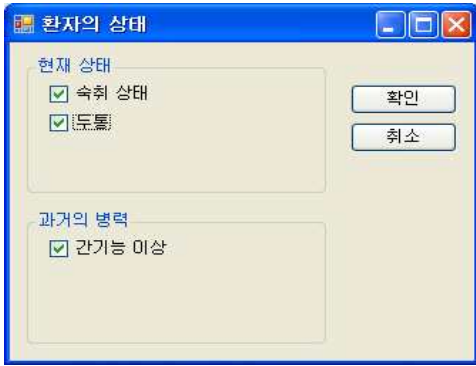 환자의 상태
현재 상태
숙취 상태
두통
확인
취소
과거의 병력
간기능 이상